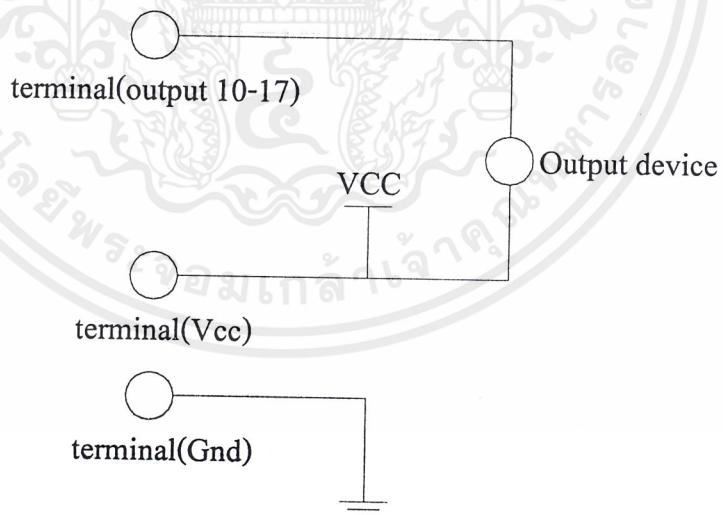 terminal(output 10-17)
Output device
VCC
terminal(Vcc)
terminal(Gnd)